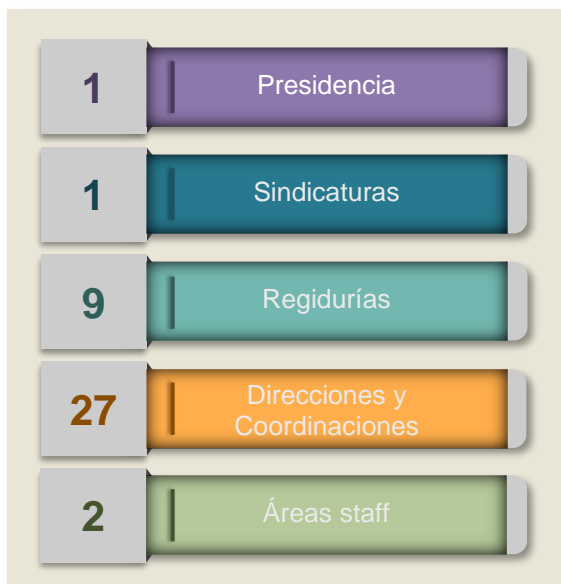 1
Presidencia
1
Sindicaturas
9
Regidurías
27
Direcciones y
Coordinaciones
2
Áreas staff